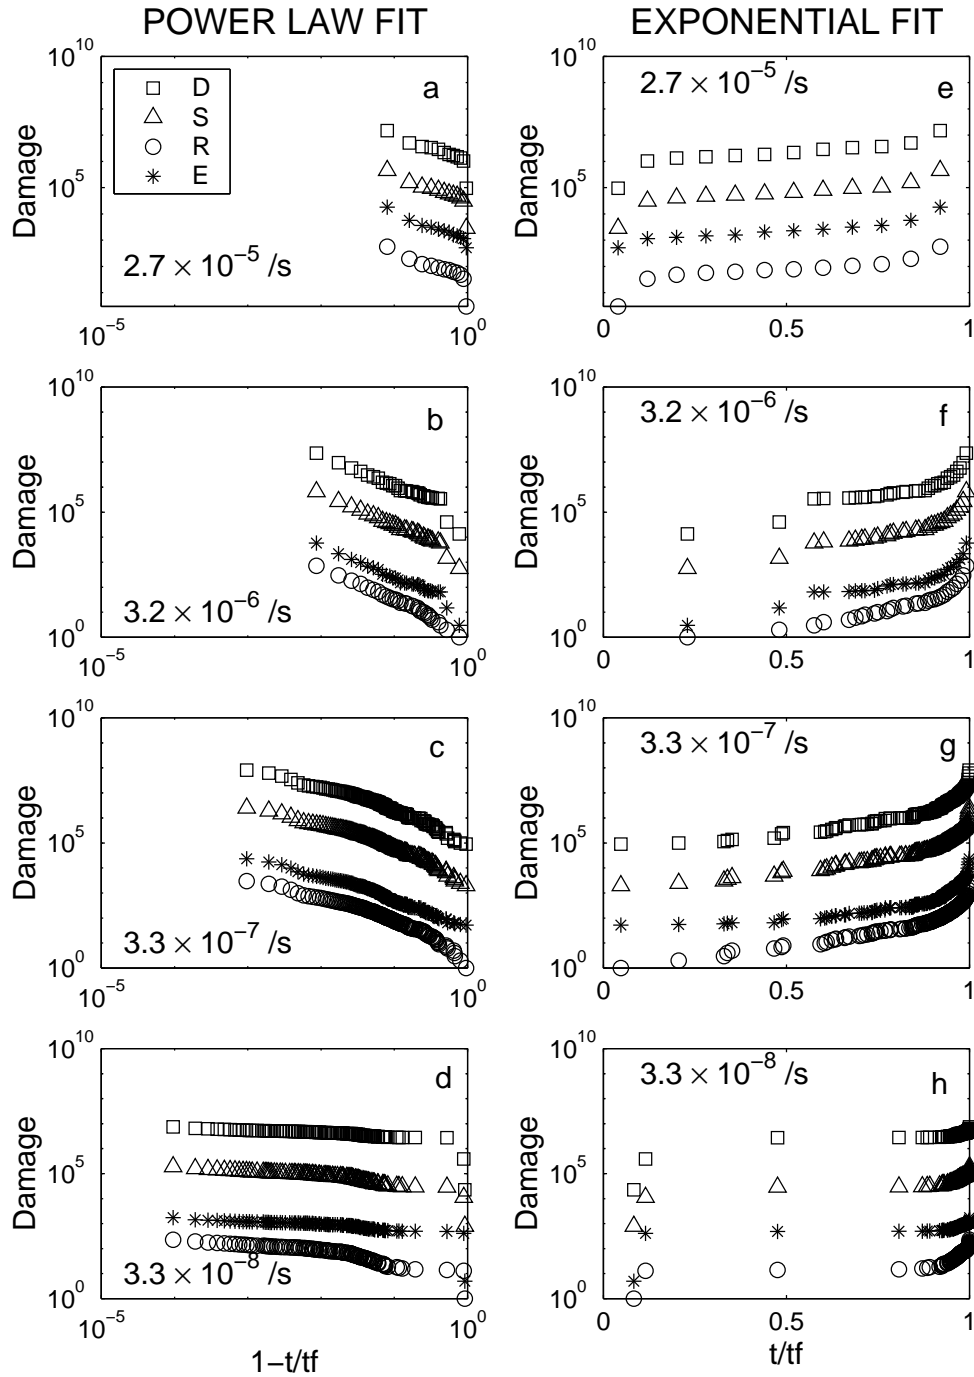 POWER LAW FIT
EXPONENTIAL FIT
10^10
10^5
Damage
D
S
R
E
a
2.7 × 10^−5 /s
10^−5
10^0
10^10
10^5
Damage
2.7 × 10^−5 /s
e
0
0.5
1
10^10
10^5
10^0
Damage
b
3.2 × 10^−6 /s
10^−5
10^0
10^10
10^5
10^0
Damage
3.2 × 10^−6 /s
f
0
0.5
1
10^10
10^5
10^0
Damage
c
3.3 × 10^−7 /s
10^−5
10^0
10^10
10^5
10^0
Damage
3.3 × 10^−7 /s
g
0
0.5
1
10^10
10^5
10^0
Damage
d
3.3 × 10^−8 /s
10^−5
10^0
1−t/tf
10^10
10^5
10^0
Damage
3.3 × 10^−8 /s
h
0
0.5
1
t/tf